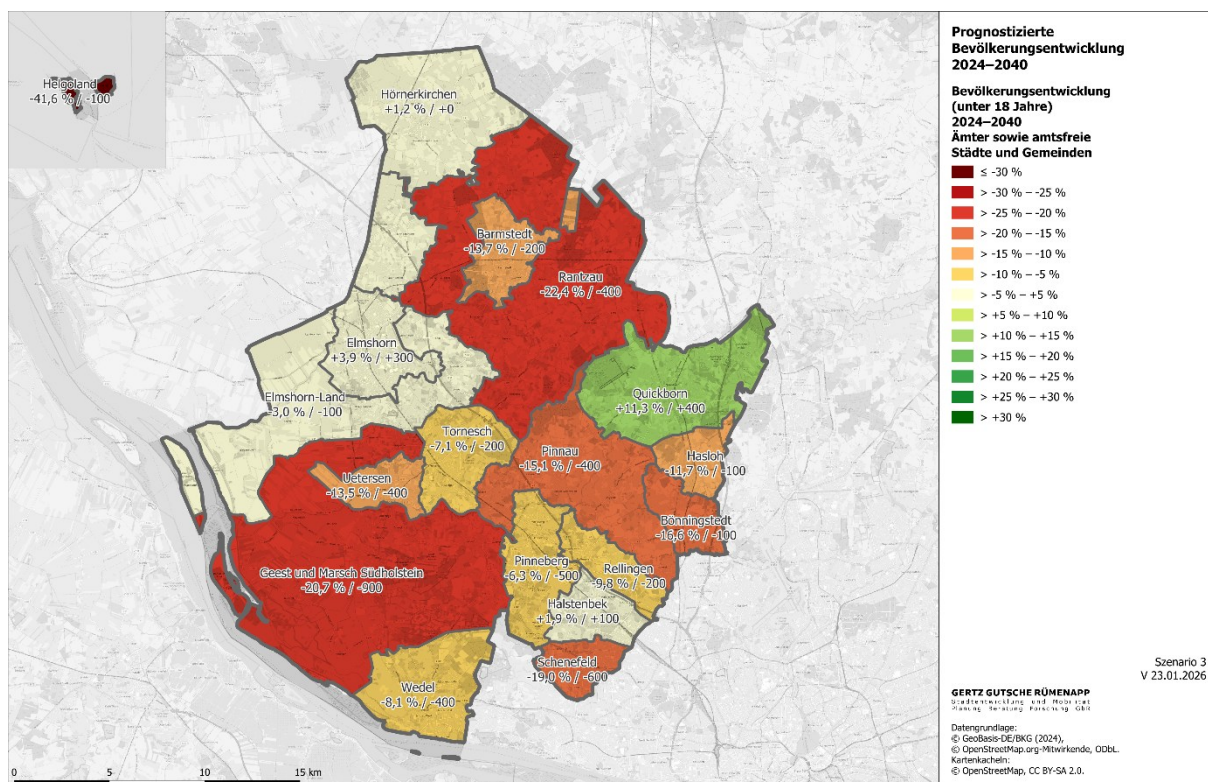 Helgoland
-41,6 % / -100
Hörnerkirchen
+1,2 % / +0
Barmstedt
-13,7 % / -200
Rantzau
-22,4 % / -400
Elmshorn
+3,9 % / +300
Elmshorn-Land
-3,0 % / -100
Quickborn
+11,3 % / +400
Tornesch
-7,1 % / -200
Pinnau
-15,1 % / -400
Hasloh
-11,7 % / -100
Uetersen
-13,5 % / -400
Bönningstedt
-16,6 % / -100
Pinneberg
-6,3 % / -500
Rellingen
-9,8 % / -200
Geest und Marsch Südholstein
-20,7 % / -900
Halstenbek
+1,9 % / +100
Schenefeld
-19,0 % / -600
Wedel
-8,1 % / -400
0 5 10 15 km
Prognostizierte
Bevölkerungsentwicklung
2024–2040
Bevölkerungsentwicklung
(unter 18 Jahre)
2024–2040
Ämter sowie amtsfreie
Städte und Gemeinden
≤ -30 %
> -30 % – -25 %
> -25 % – -20 %
> -20 % – -15 %
> -15 % – -10 %
> -10 % – -5 %
> -5 % – +5 %
> +5 % – +10 %
> +10 % – +15 %
> +15 % – +20 %
> +20 % – +25 %
> +25 % – +30 %
> +30 %
Szenario 3
V 23.01.2026
GERTZ GUTSCHE RÜMENAPP
Stadtentwicklung und Mobilität
Planung Beratung Forschung GbR
Datengrundlage:
© GeoBasis-DE/BKG (2024),
© OpenStreetMap.org-Mitwirkende, ODbL.
Kartenkacheln:
© OpenStreetMap, CC BY-SA 2.0.